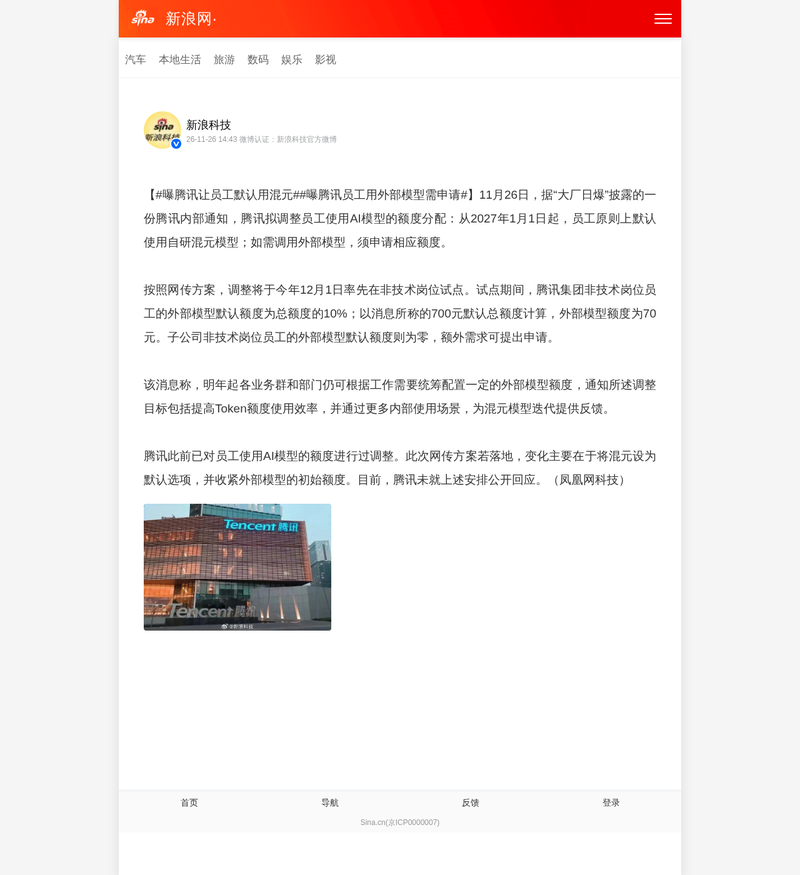 sina 新浪网·
汽车 本地生活 旅游 数码 娱乐 影视
sina
新浪科技
新浪科技
26-11-26 14:43 微博认证：新浪科技官方微博
【#曝腾讯让员工默认用混元##曝腾讯员工用外部模型需申请#】11月26日，据“大厂日爆”披露的一
份腾讯内部通知，腾讯拟调整员工使用AI模型的额度分配：从2027年1月1日起，员工原则上默认
使用自研混元模型；如需调用外部模型，须申请相应额度。
按照网传方案，调整将于今年12月1日率先在非技术岗位试点。试点期间，腾讯集团非技术岗位员
工的外部模型默认额度为总额度的10%；以消息所称的700元默认总额度计算，外部模型额度为70
元。子公司非技术岗位员工的外部模型默认额度则为零，额外需求可提出申请。
该消息称，明年起各业务群和部门仍可根据工作需要统筹配置一定的外部模型额度，通知所述调整
目标包括提高Token额度使用效率，并通过更多内部使用场景，为混元模型迭代提供反馈。
腾讯此前已对员工使用AI模型的额度进行过调整。此次网传方案若落地，变化主要在于将混元设为
默认选项，并收紧外部模型的初始额度。目前，腾讯未就上述安排公开回应。（凤凰网科技）
Tencent 腾讯
Tencent 腾讯
@新浪科技
首页 导航 反馈 登录
Sina.cn(京ICP0000007)